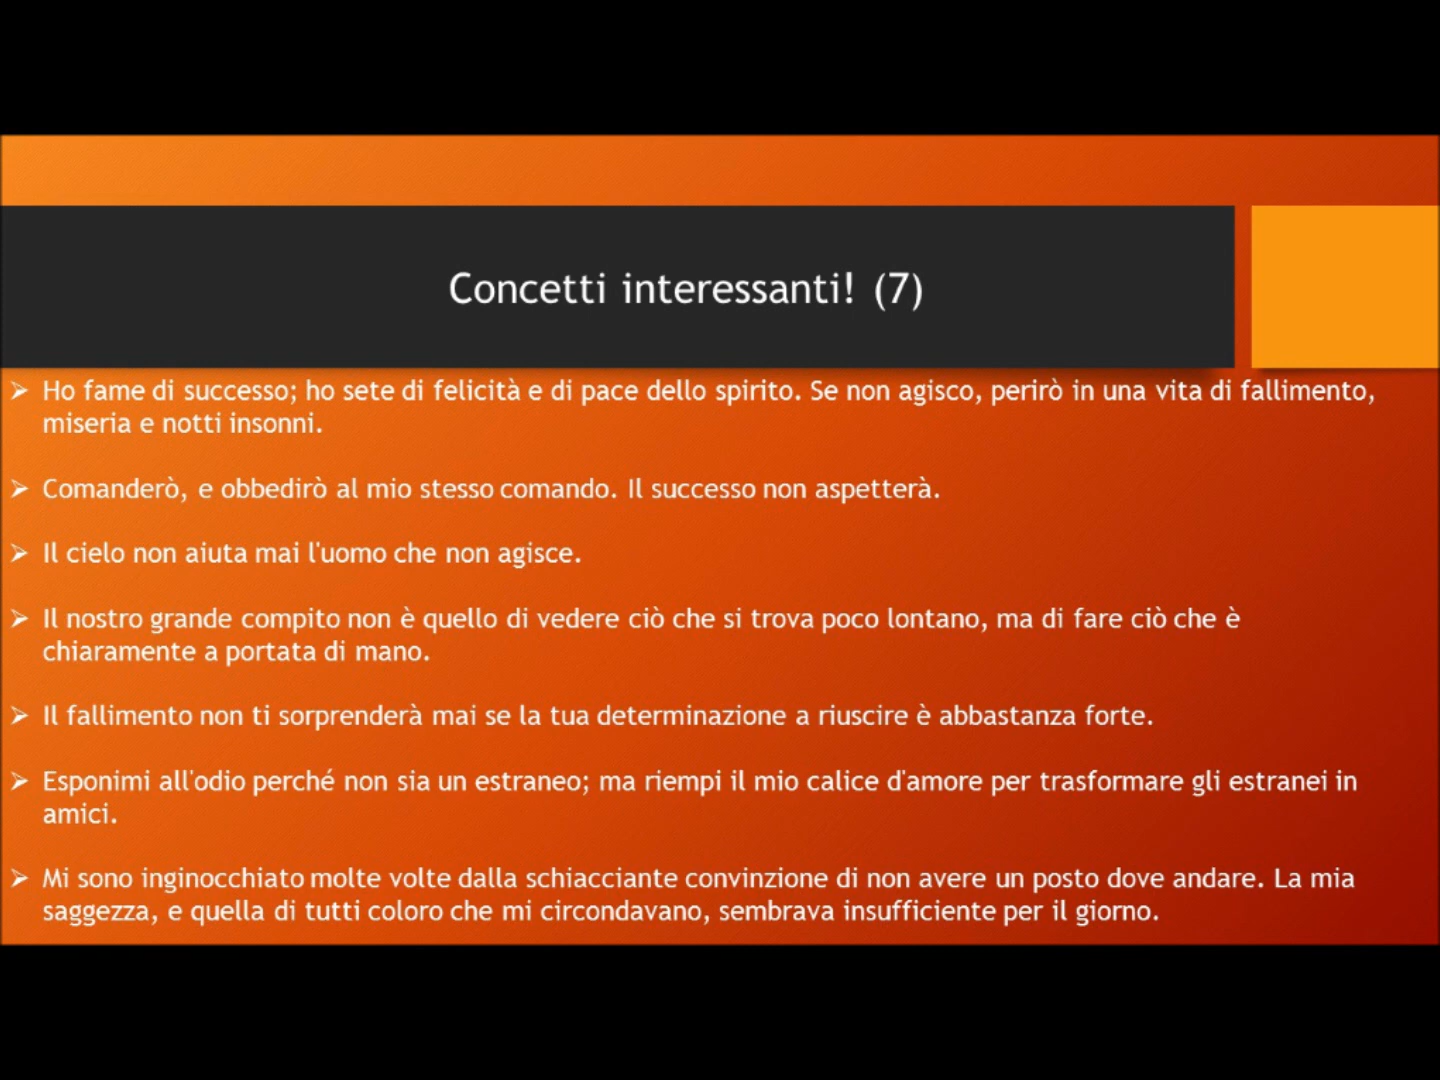 Concetti interessanti! (7)
➢ Ho fame di successo; ho sete di felicità e di pace dello spirito. Se non agisco, perirò in una vita di fallimento,
miseria e notti insonni.
➢ Comanderò, e obbedirò al mio stesso comando. Il successo non aspetterà.
➢ Il cielo non aiuta mai l'uomo che non agisce.
➢ Il nostro grande compito non è quello di vedere ciò che si trova poco lontano, ma di fare ciò che è
chiaramente a portata di mano.
➢ Il fallimento non ti sorprenderà mai se la tua determinazione a riuscire è abbastanza forte.
➢ Esponimi all'odio perché non sia un estraneo; ma riempi il mio calice d'amore per trasformare gli estranei in
amici.
➢ Mi sono inginocchiato molte volte dalla schiacciante convinzione di non avere un posto dove andare. La mia
saggezza, e quella di tutti coloro che mi circondavano, sembrava insufficiente per il giorno.